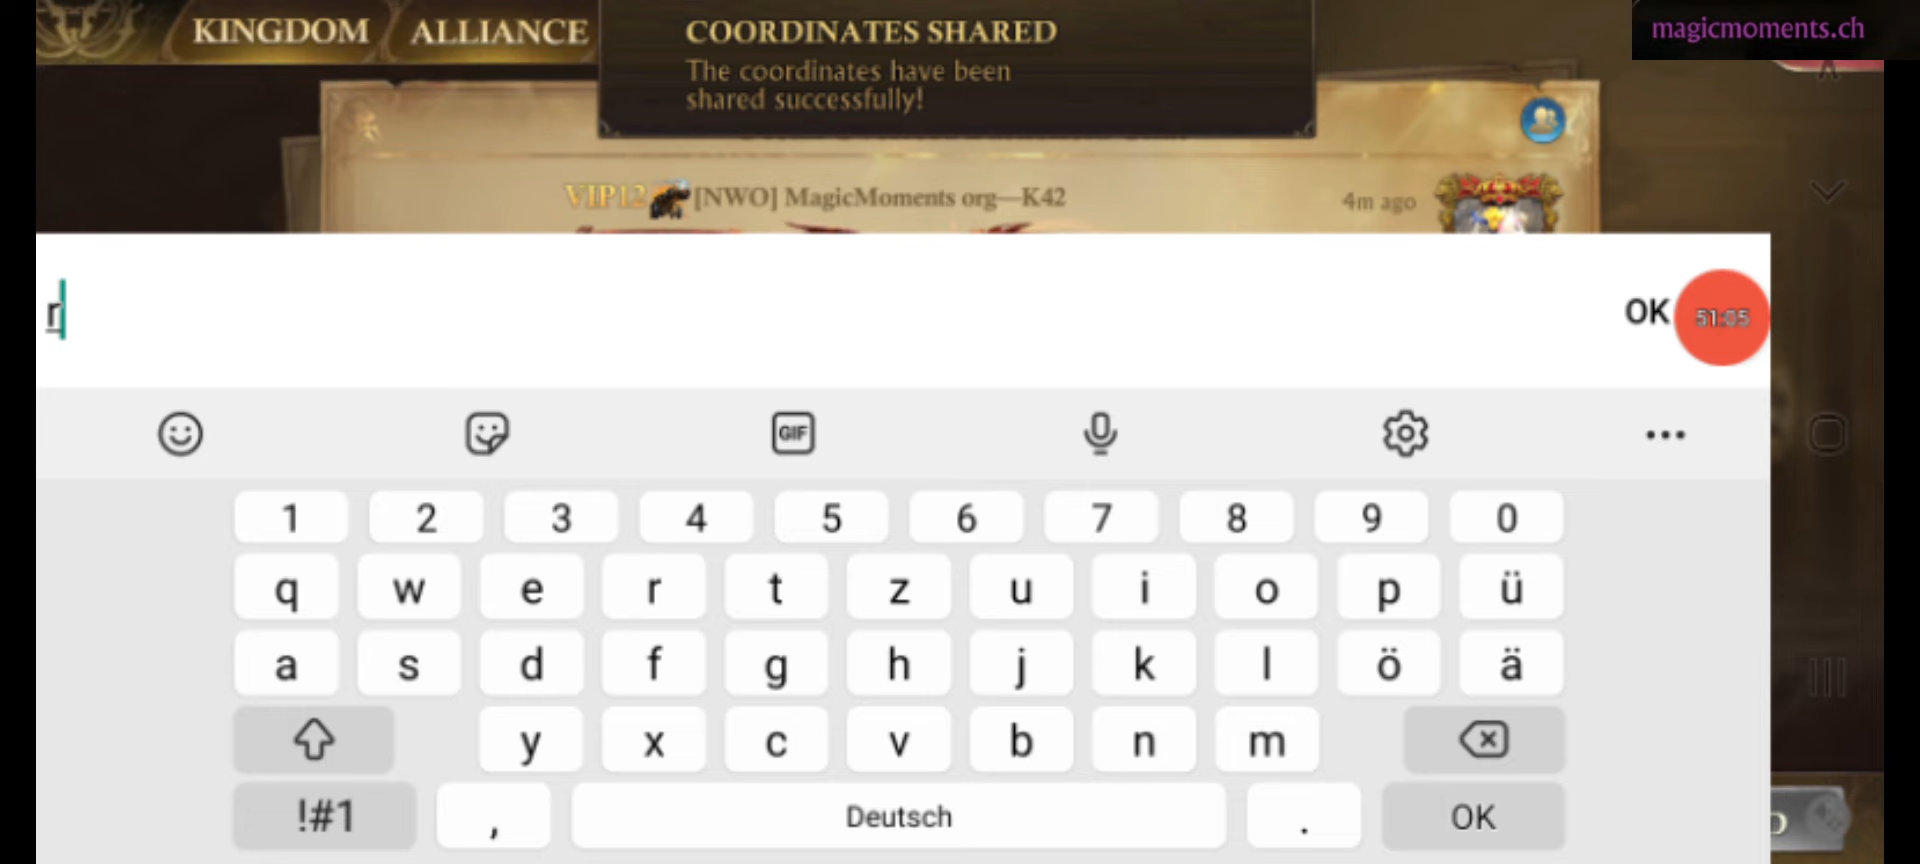 KINGDOM ALLIANCE
COORDINATES SHARED
The coordinates have been
shared successfully!
magicmoments.ch
VIP12 [NWO] MagicMoments org—K42 4m ago
r OK 51:05
GIF
1 2 3 4 5 6 7 8 9 0
q w e r t z u i o p ü
a s d f g h j k l ö ä
y x c v b n m
!#1 , Deutsch . OK